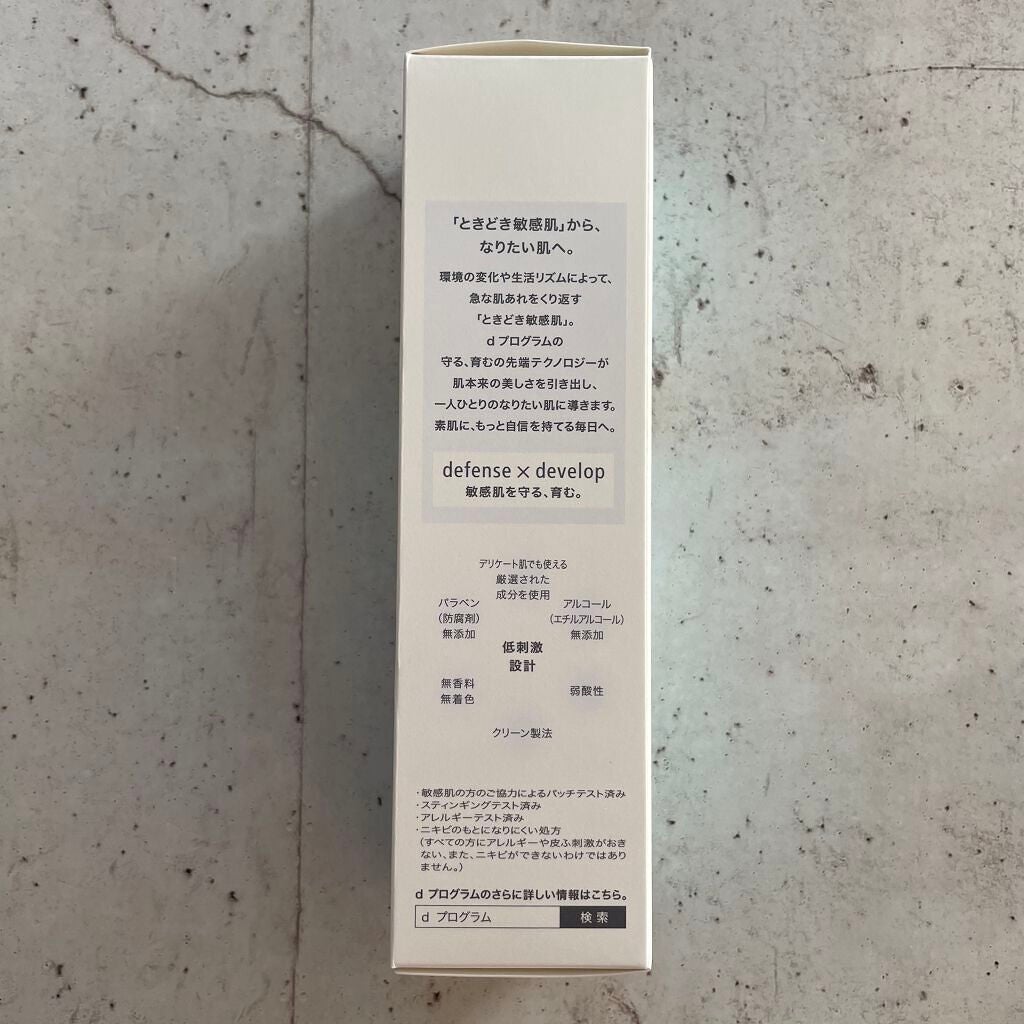 「ときどき敏感肌」から、
なりたい肌へ。
環境の変化や生活リズムによって、
急な肌あれをくり返す
「ときどき敏感肌」。
d プログラムの
守る、育むの先端テクノロジーが
肌本来の美しさを引き出し、
一人ひとりのなりたい肌に導きます。
素肌に、もっと自信を持てる毎日へ。
defense × develop
敏感肌を守る、育む。
デリケート肌でも使える
厳選された
成分を使用
パラベン
（防腐剤）
無添加
アルコール
（エチルアルコール）
無添加
低刺激
設計
無香料
無着色
弱酸性
クリーン製法
・敏感肌の方のご協力によるパッチテスト済み
・スティンギングテスト済み
・アレルギーテスト済み
・ニキビのもとになりにくい処方
（すべての方にアレルギーや皮ふ刺激がおき
ない、また、ニキビができないわけではあり
ません。）
d プログラムのさらに詳しい情報はこちら。
d プログラム 検索